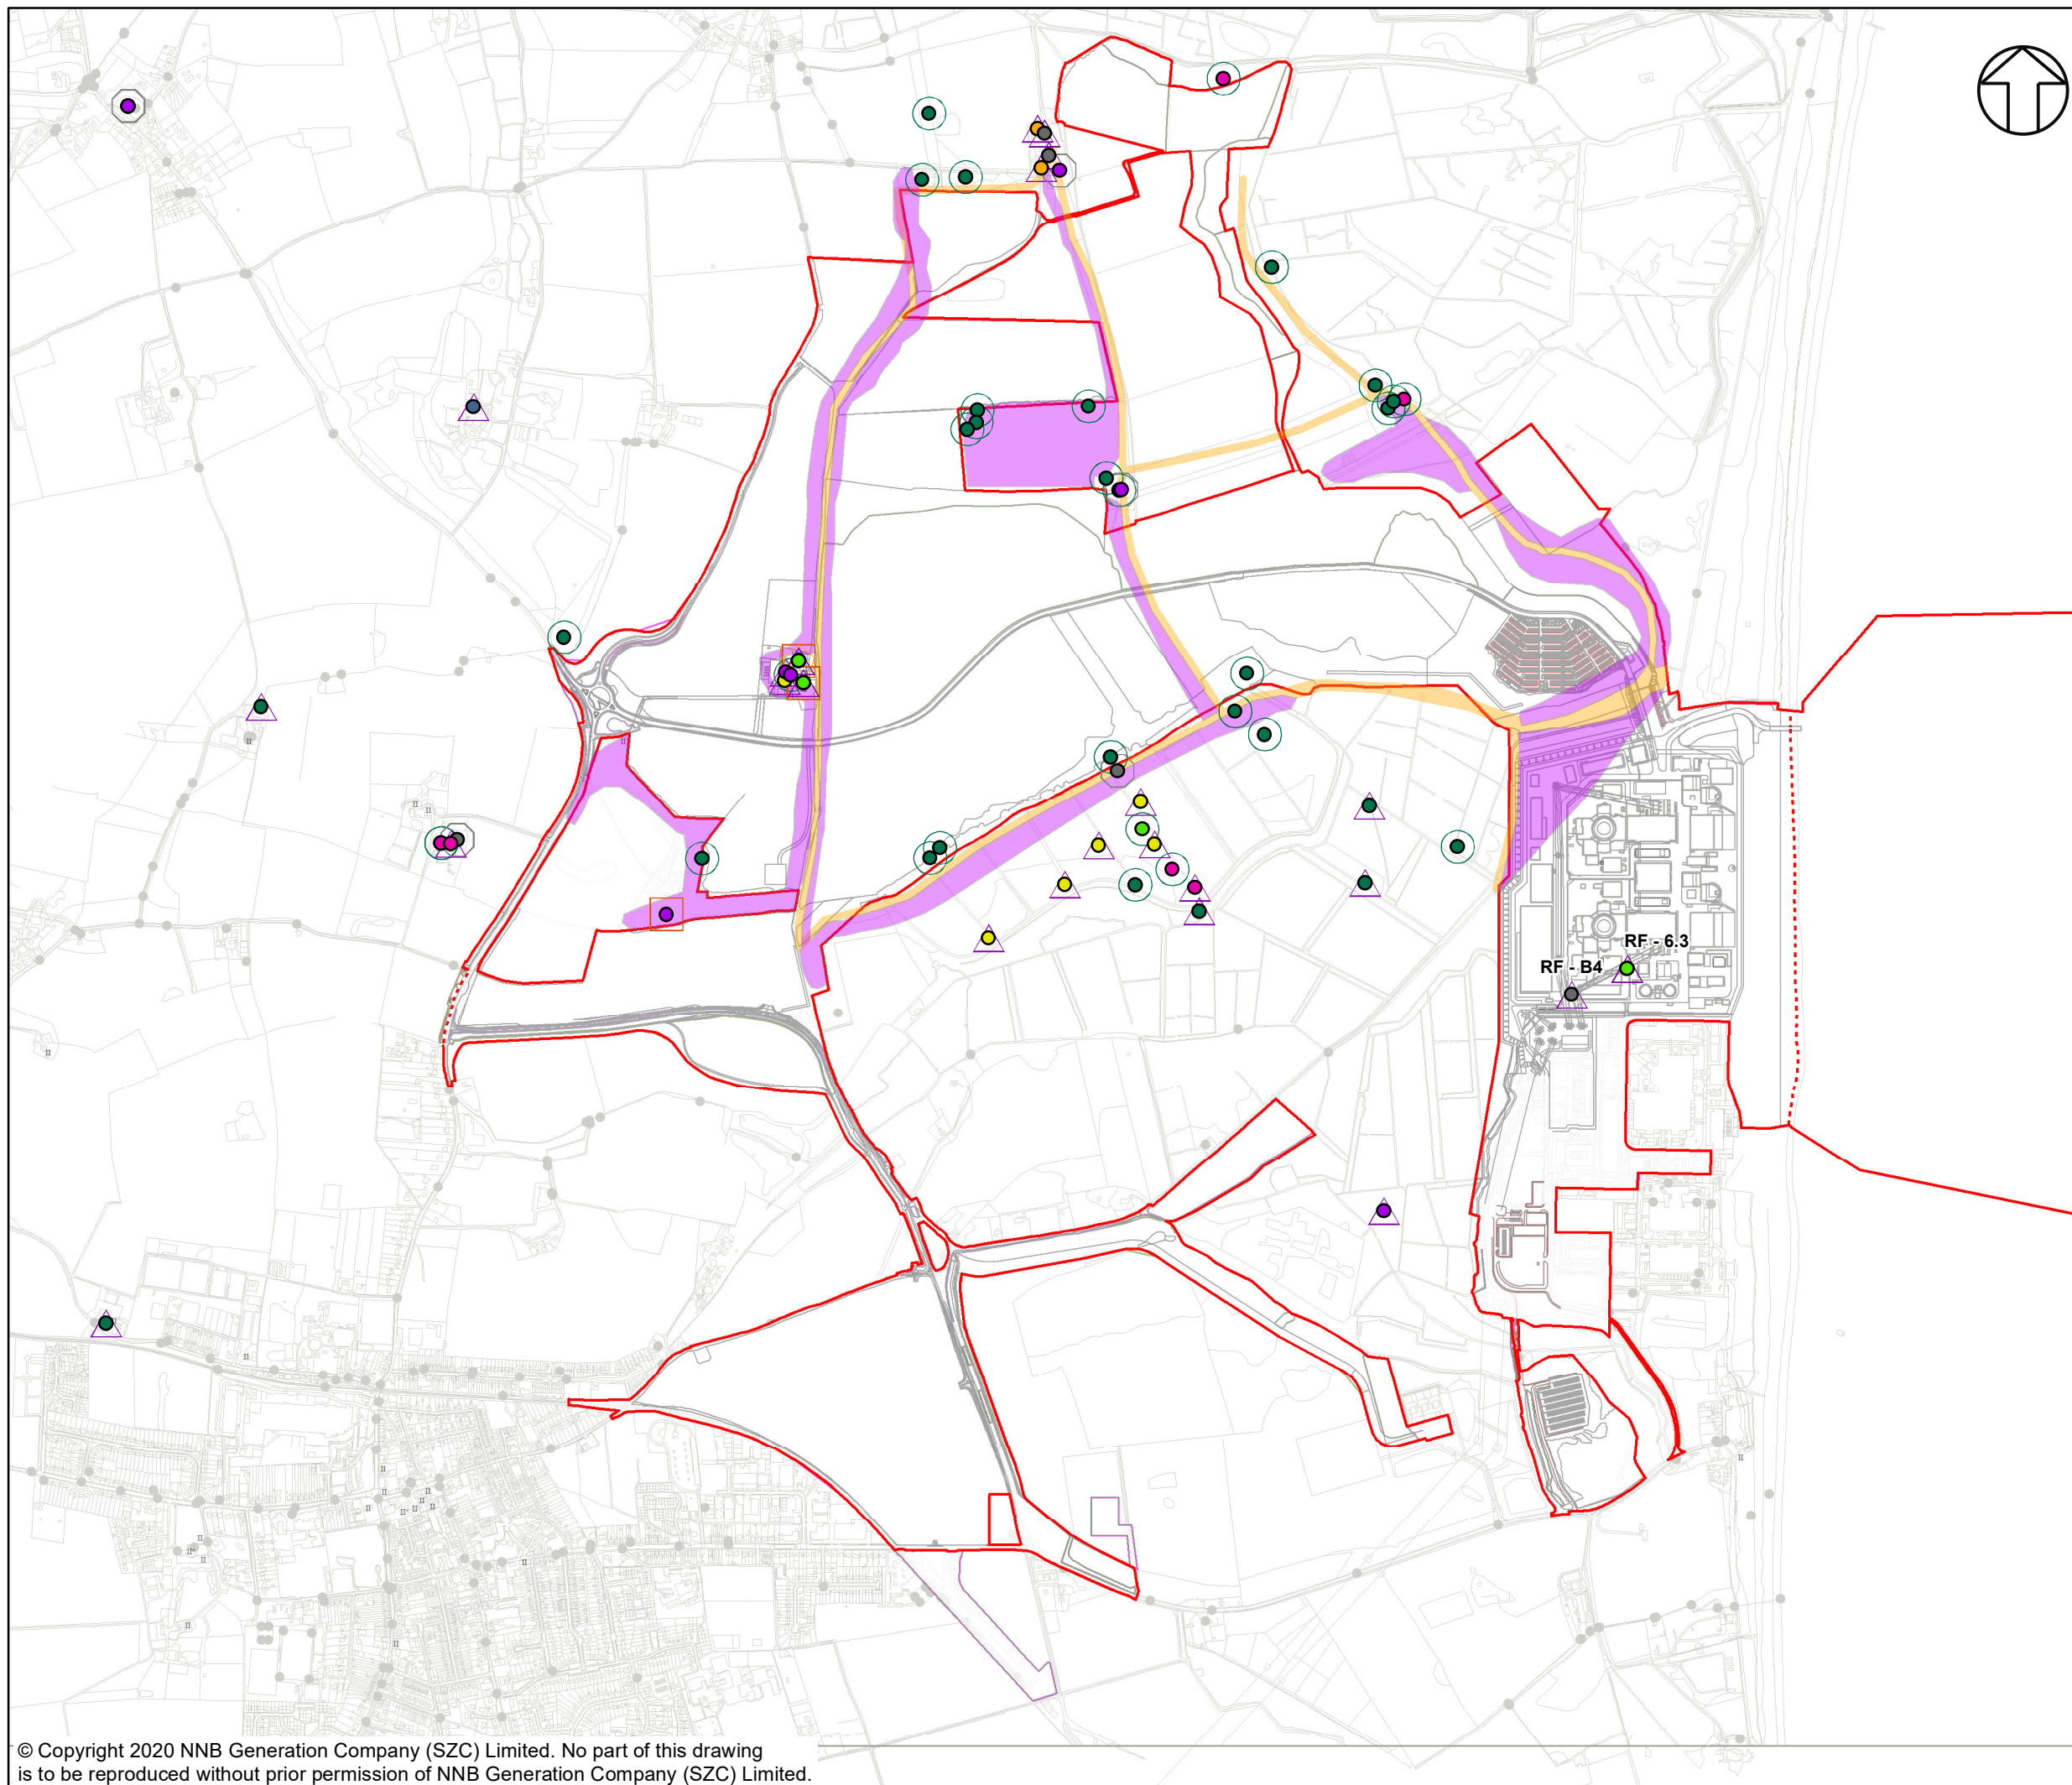 RF - 6.3
RF - B4
© Copyright 2020 NNB Generation Company (SZC) Limited. No part of this drawing
is to be reproduced without prior permission of NNB Generation Company (SZC) Limited.